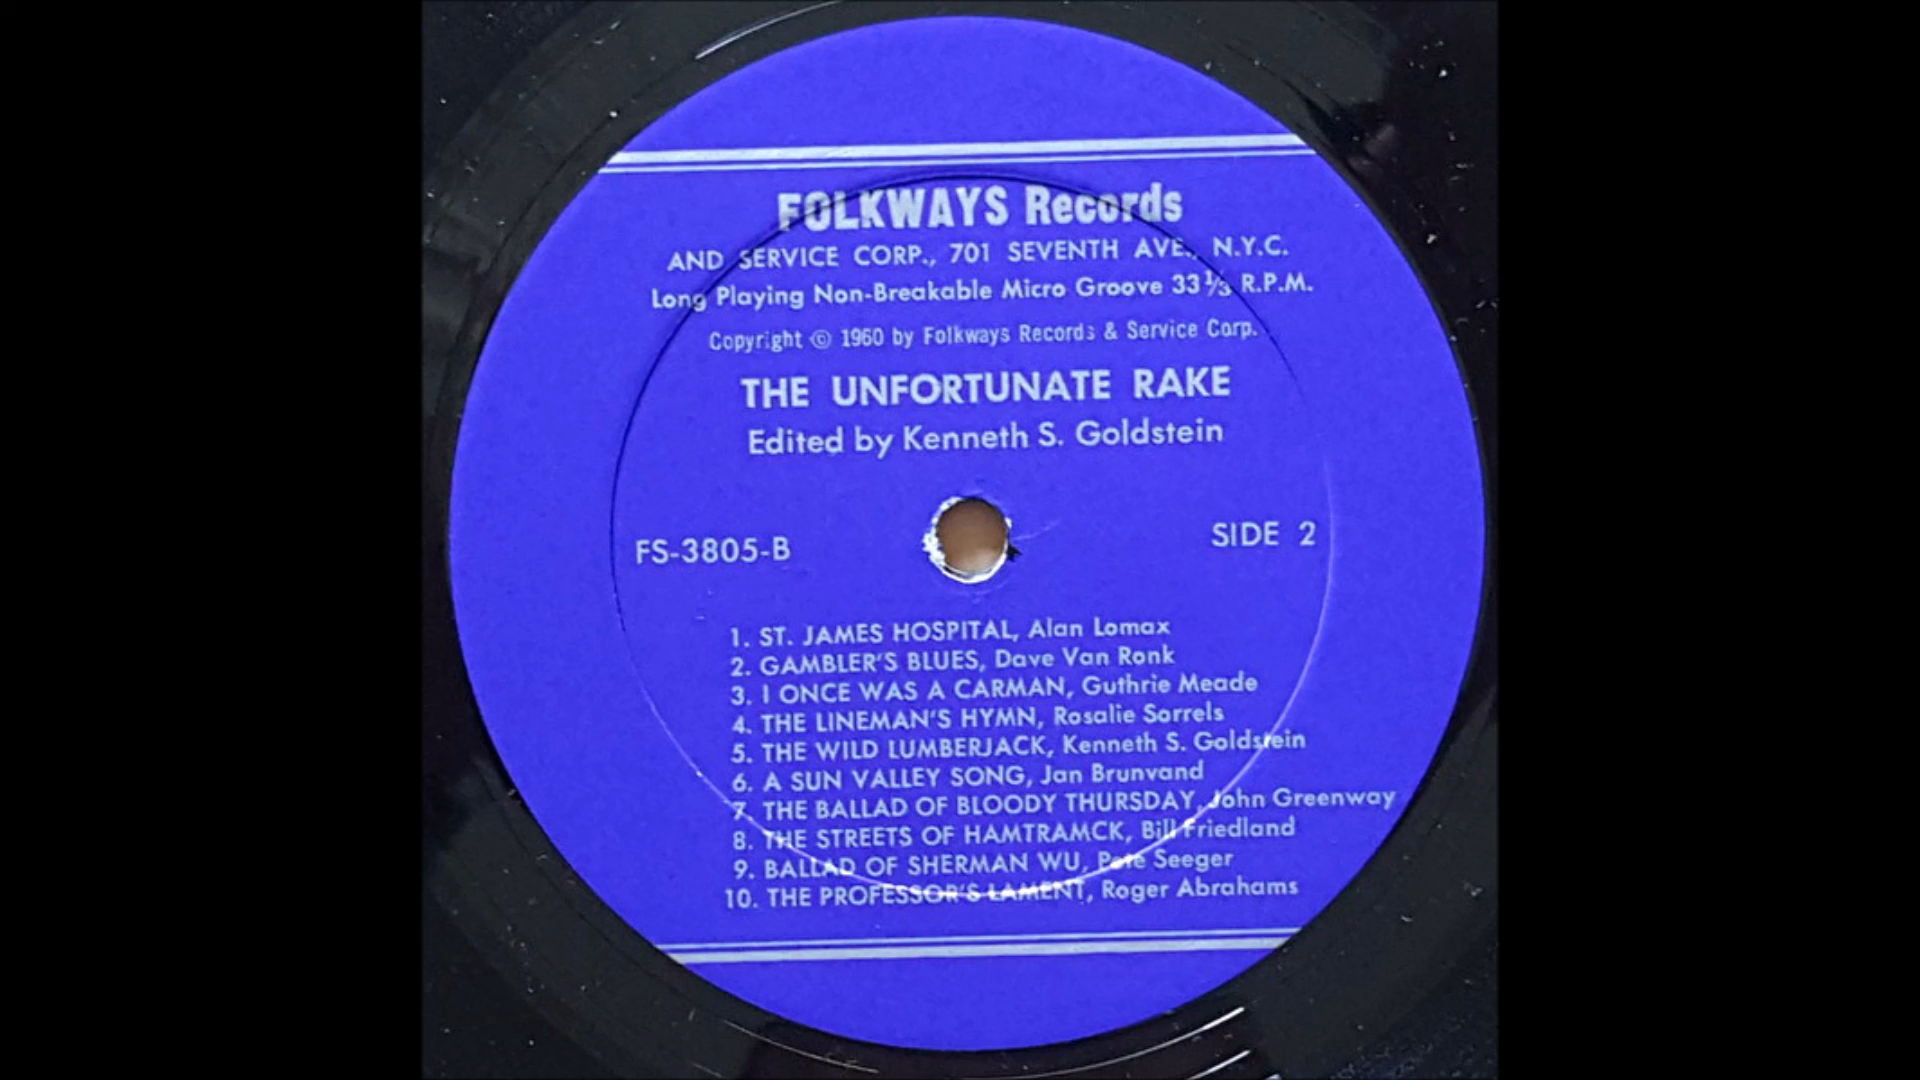 FOLKWAYS Records
AND SERVICE CORP., 701 SEVENTH AVE., N.Y.C.
Long Playing Non-Breakable Micro Groove 33⅓ R.P.M.
Copyright © 1960 by Folkways Records & Service Corp.
THE UNFORTUNATE RAKE
Edited by Kenneth S. Goldstein
FS-3805-B SIDE 2
1. ST. JAMES HOSPITAL, Alan Lomax
2. GAMBLER'S BLUES, Dave Van Ronk
3. I ONCE WAS A CARMAN, Guthrie Meade
4. THE LINEMAN'S HYMN, Rosalie Sorrels
5. THE WILD LUMBERJACK, Kenneth S. Goldstein
6. A SUN VALLEY SONG, Jan Brunvand
7. THE BALLAD OF BLOODY THURSDAY, John Greenway
8. THE STREETS OF HAMTRAMCK, Bill Friedland
9. BALLAD OF SHERMAN WU, Pete Seeger
10. THE PROFESSOR'S LAMENT, Roger Abrahams